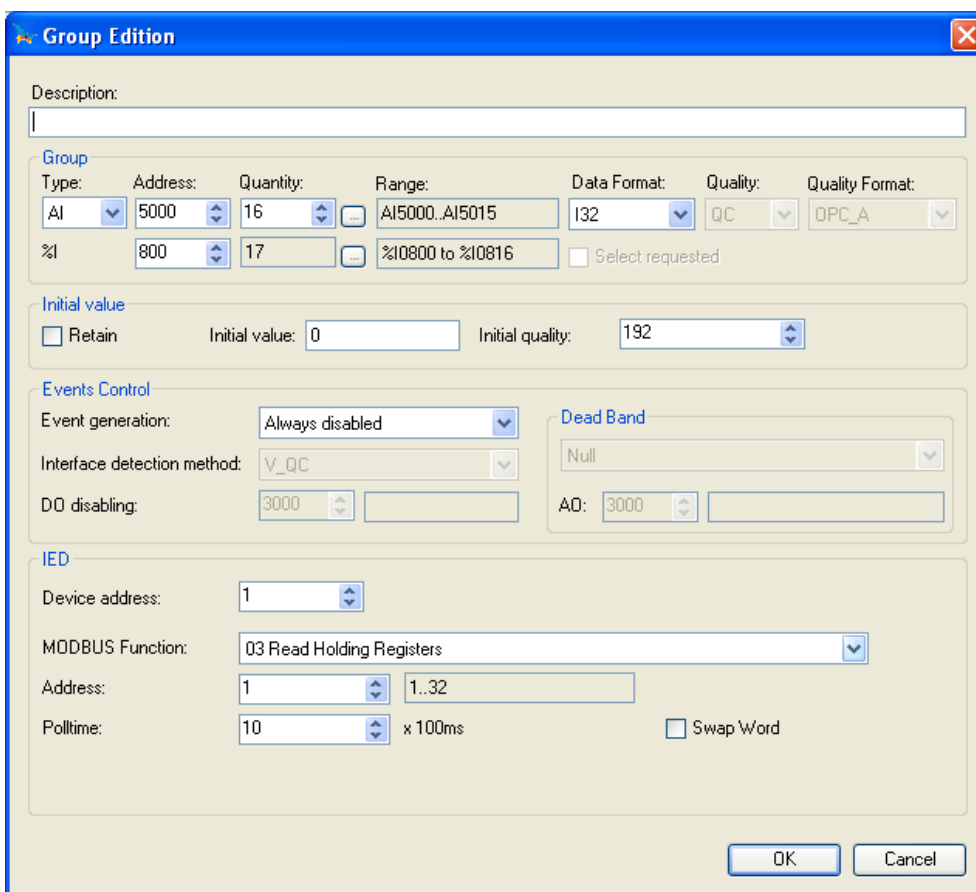 Group Edition
Description:
Group
Type: Address: Quantity: Range: Data Format: Quality: Quality Format:
AI 5000 16 ... AI5000..AI5015 I32 QC OPC_A
%I 800 17 ... %I0800 to %I0816 Select requested
Initial value
Retain Initial value: 0 Initial quality: 192
Events Control
Event generation: Always disabled Dead Band
Interface detection method: V_QC Null
DO disabling: 3000 AO: 3000
IED
Device address: 1
MODBUS Function: 03 Read Holding Registers
Address: 1 1..32
Polltime: 10 x 100ms Swap Word
OK Cancel